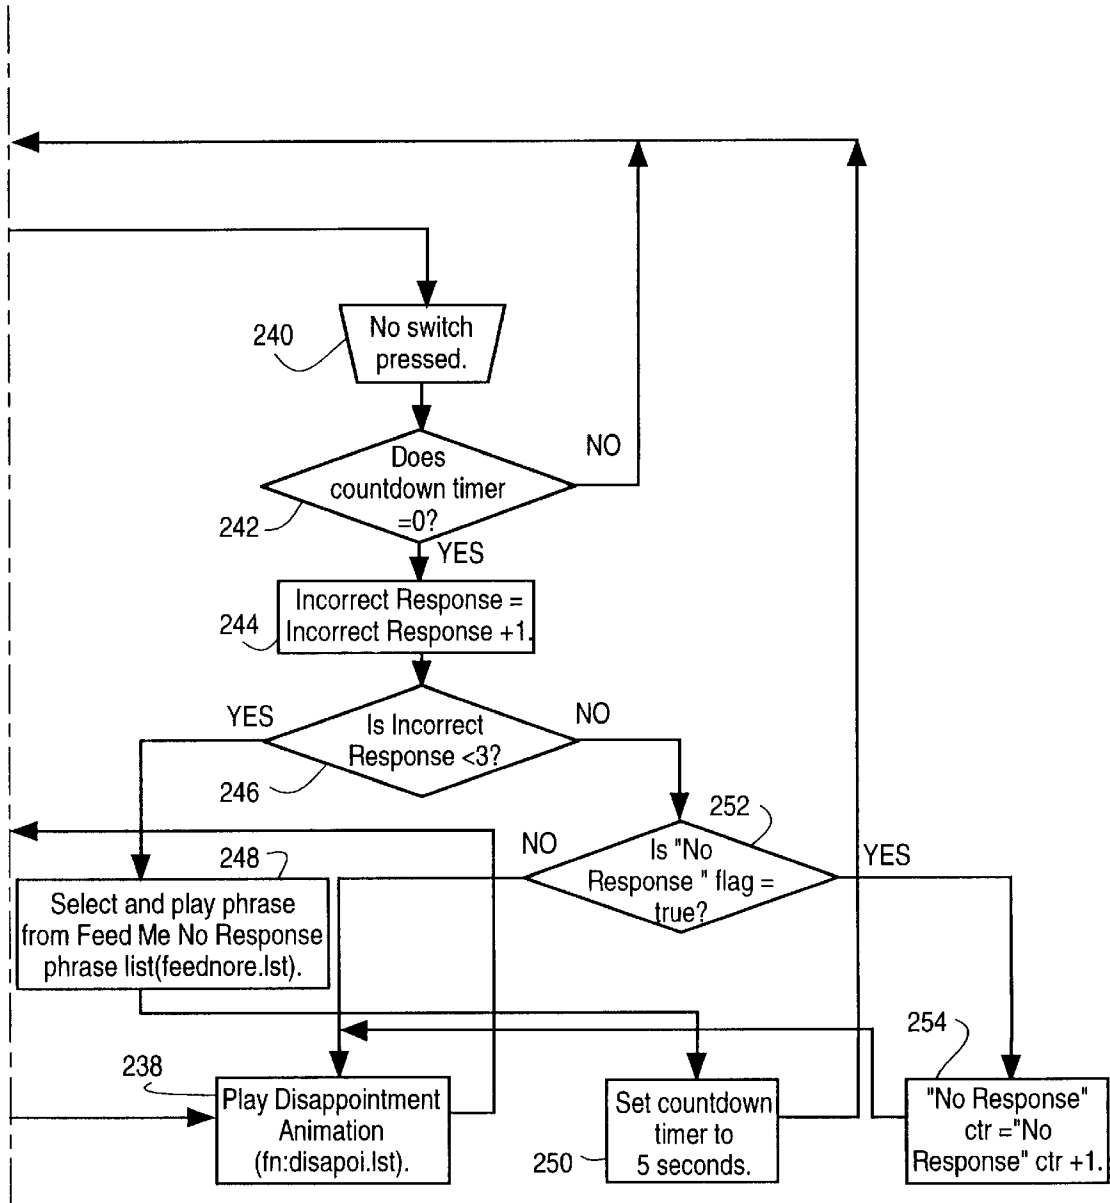 240
No switch
pressed.
NO
Does
countdown timer
=0?
242
YES
Incorrect Response =
Incorrect Response +1.
244
YES
NO
Is Incorrect
Response <3?
246
252
NO
YES
Is "No
Response " flag =
true?
248
Select and play phrase
from Feed Me No Response
phrase list(feednore.lst).
254
238
Play Disappointment
Animation
(fn:disapoi.lst).
Set countdown
timer to
5 seconds.
250
"No Response"
ctr ="No
Response" ctr +1.